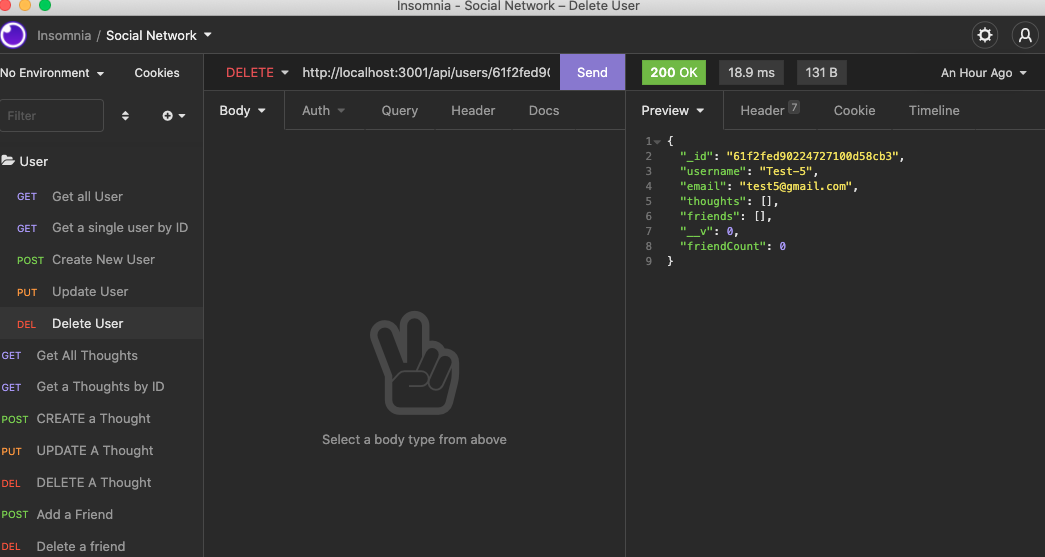 Insomnia - Social Network – Delete User
Insomnia / Social Network
No Environment Cookies
DELETE http://localhost:3001/api/users/61f2fed90 Send
200 OK 18.9 ms 131 B An Hour Ago
Filter
Body Auth Query Header Docs
Preview Header 7 Cookie Timeline
User
GET Get all User
GET Get a single user by ID
POST Create New User
PUT Update User
DEL Delete User
GET Get All Thoughts
GET Get a Thoughts by ID
POST CREATE a Thought
PUT UPDATE A Thought
DEL DELETE A Thought
POST Add a Friend
DEL Delete a friend
Select a body type from above
1 {
2 "_id": "61f2fed90224727100d58cb3",
3 "username": "Test-5",
4 "email": "test5@gmail.com",
5 "thoughts": [],
6 "friends": [],
7 "__v": 0,
8 "friendCount": 0
9 }